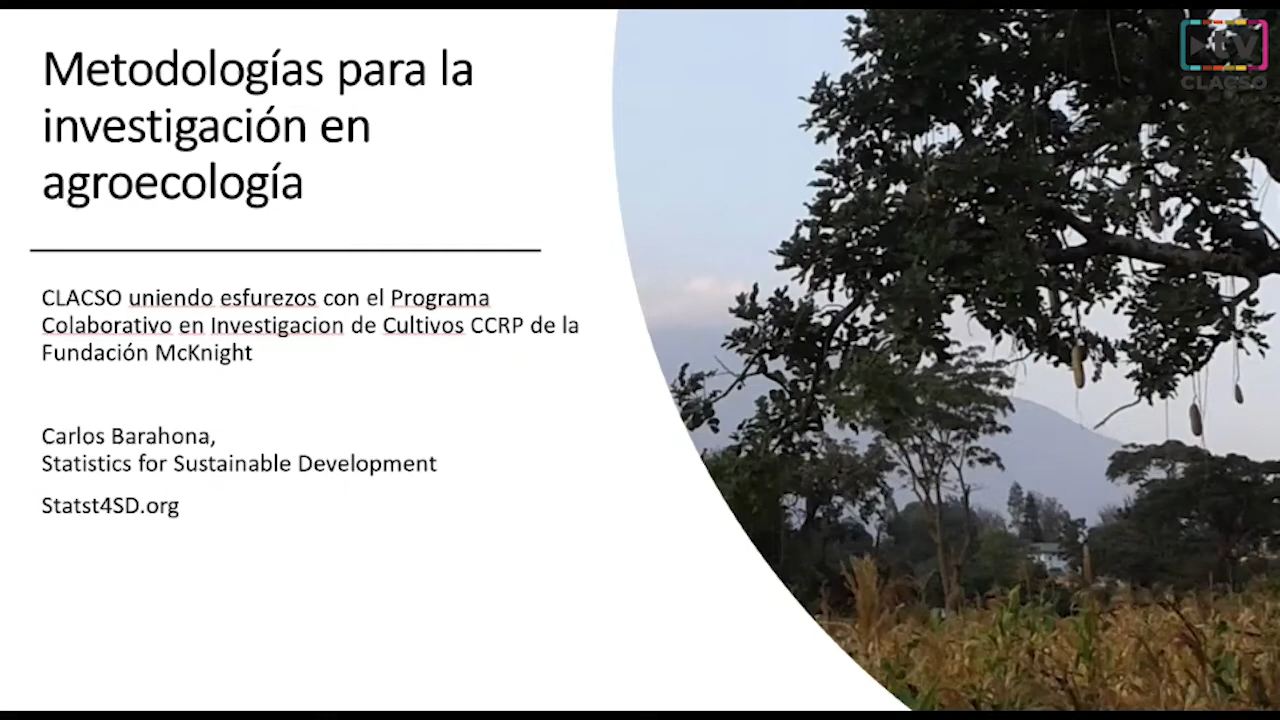 Metodologías para la
investigación en
agroecología
CLACSO uniendo esfurezos con el Programa
Colaborativo en Investigacion de Cultivos CCRP de la
Fundación McKnight
Carlos Barahona,
Statistics for Sustainable Development
Statst4SD.org
tv
CLACSO